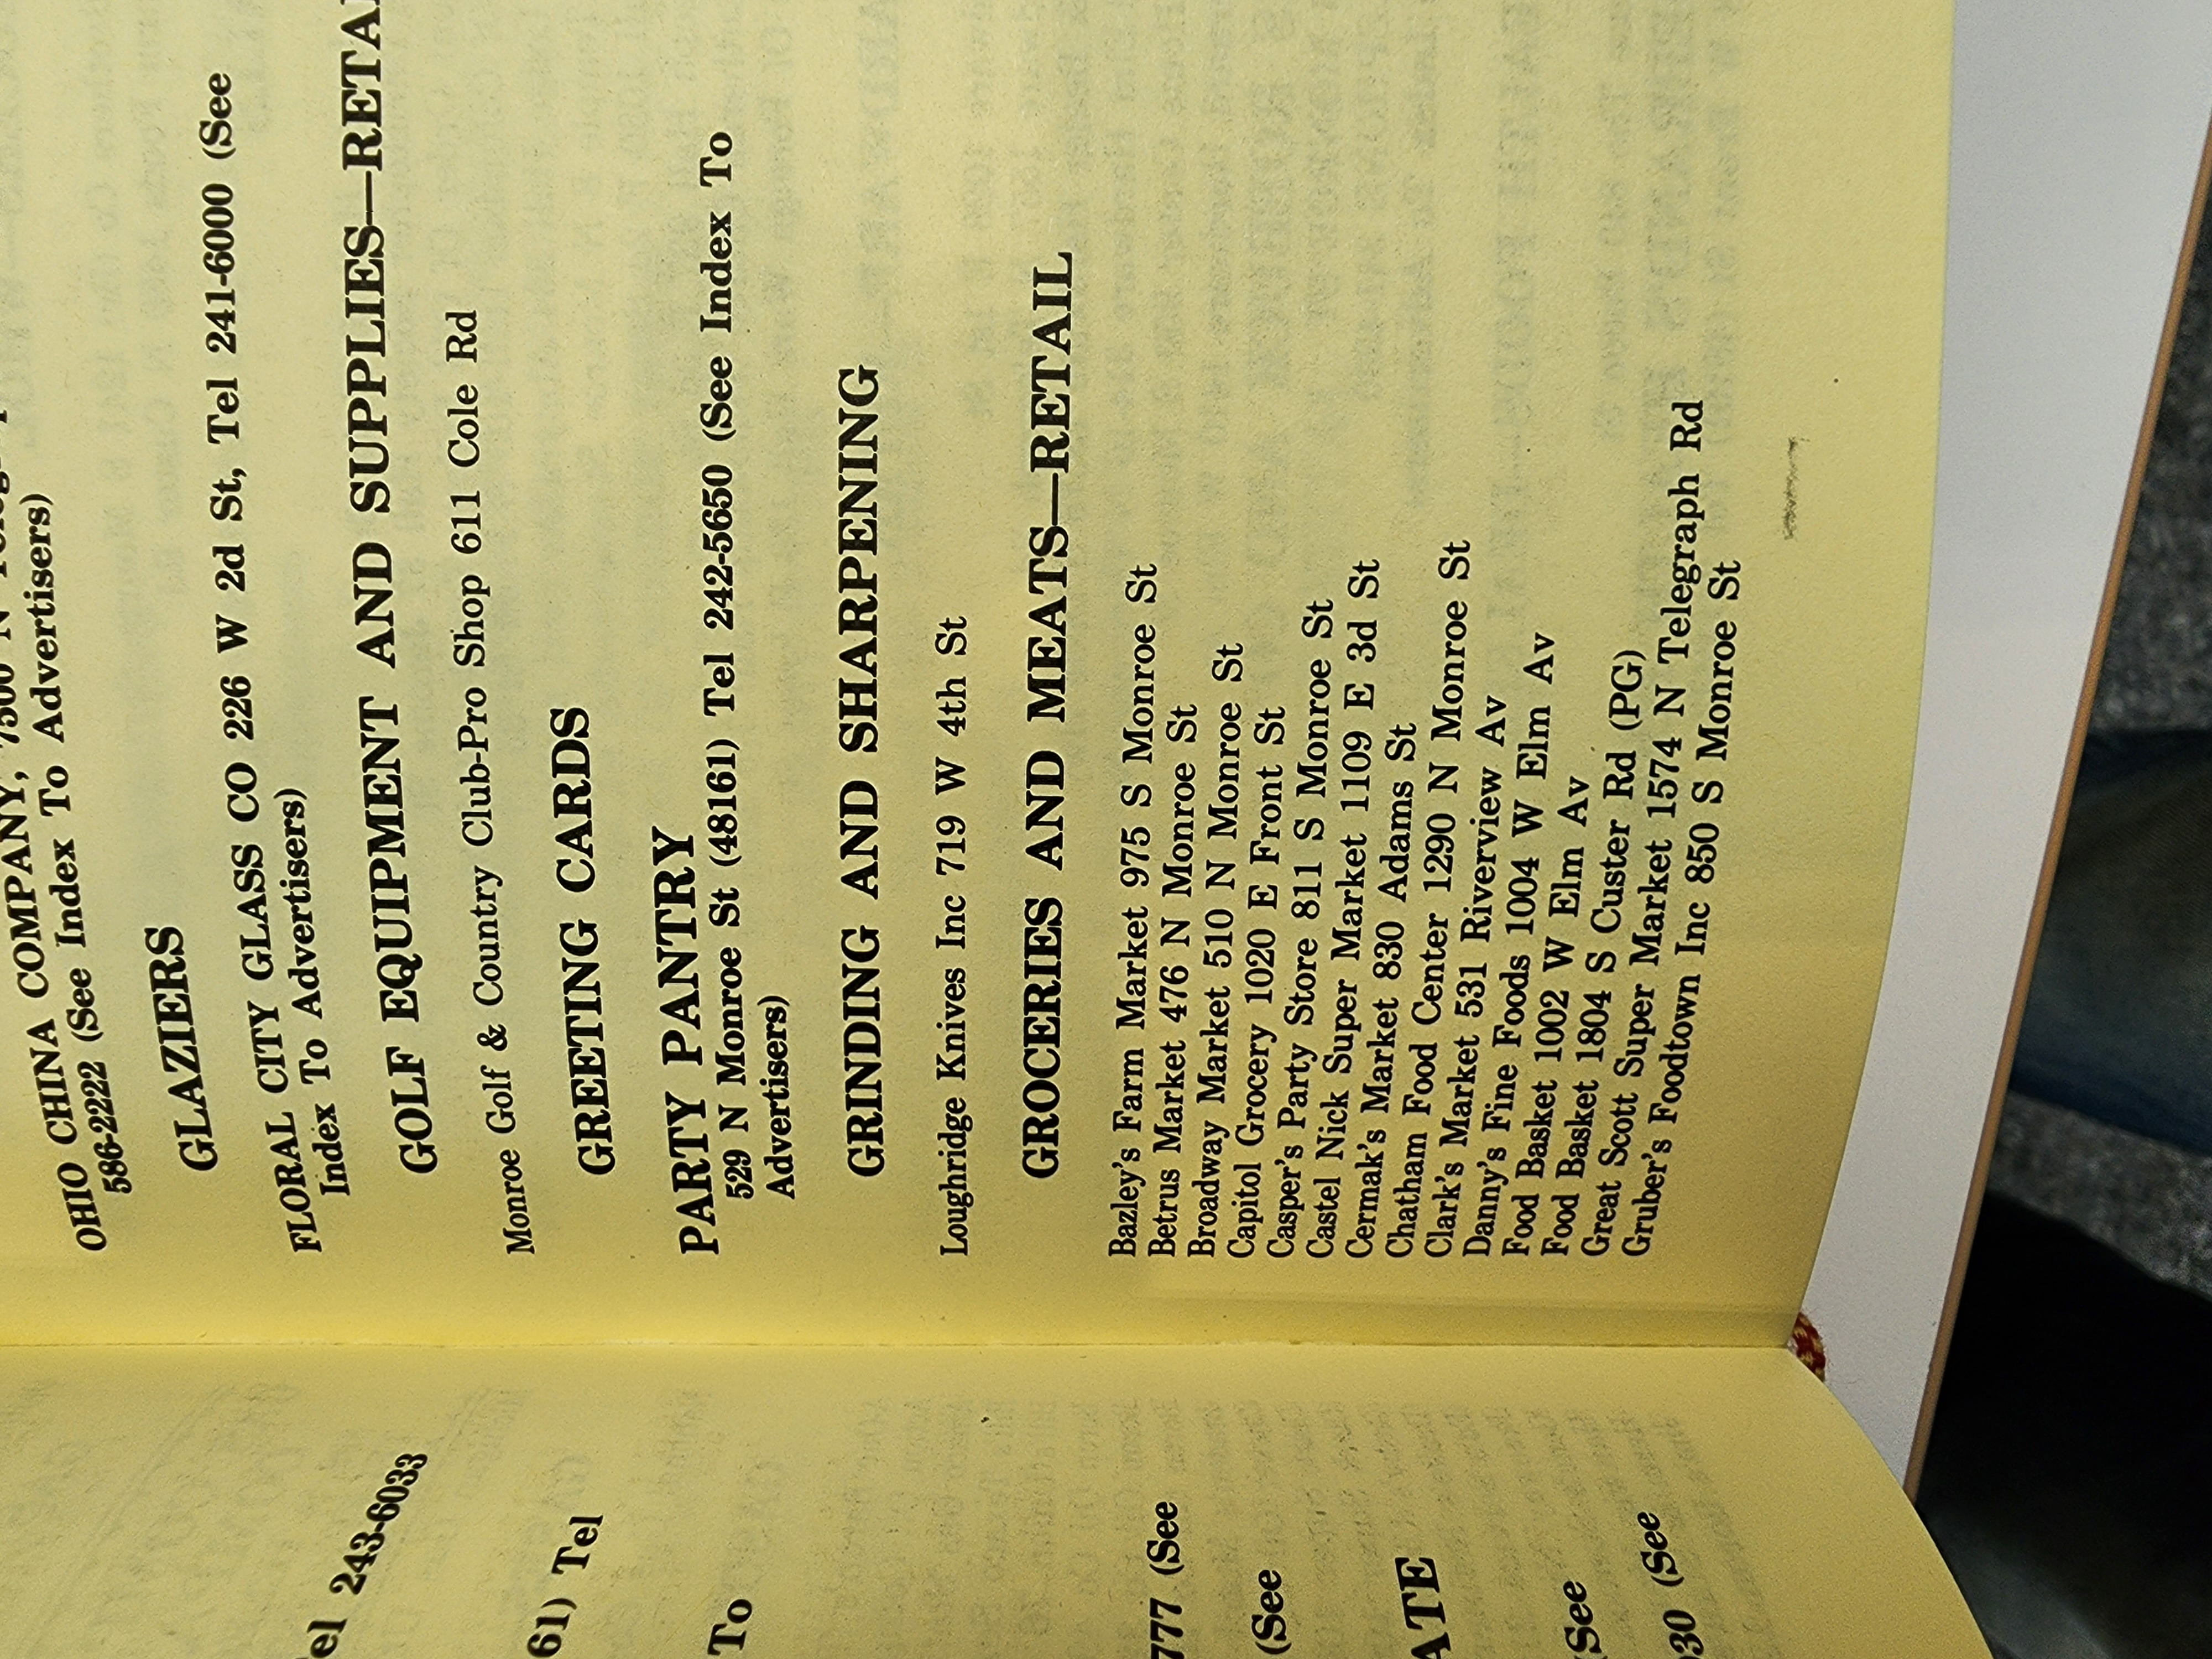 Tel 243-6033
61) Tel
To
777 (See
(See
ATE
(See
930 (See
OHIO CHINA COMPANY,
586-2222 (See Index To Advertisers)
GLAZIERS
FLORAL CITY GLASS CO 226 W 2d St, Tel 241-6000 (See
Index To Advertisers)
GOLF EQUIPMENT AND SUPPLIES—RETAI
Monroe Golf & Country Club-Pro Shop 611 Cole Rd
GREETING CARDS
PARTY PANTRY
529 N Monroe St (48161) Tel 242-5650 (See Index To
Advertisers)
GRINDING AND SHARPENING
Loughridge Knives Inc 719 W 4th St
GROCERIES AND MEATS—RETAIL
Bazley's Farm Market 975 S Monroe St
Betrus Market 476 N Monroe St
Broadway Market 510 N Monroe St
Capitol Grocery 1020 E Front St
Casper's Party Store 811 S Monroe St
Castel Nick Super Market 1109 E 3d St
Cermak's Market 830 Adams St
Chatham Food Center 1290 N Monroe St
Clark's Market 531 Riverview Av
Danny's Fine Foods 1004 W Elm Av
Food Basket 1002 W Elm Av
Food Basket 1804 S Custer Rd (PG)
Great Scott Super Market 1574 N Telegraph Rd
Gruber's Foodtown Inc 850 S Monroe St